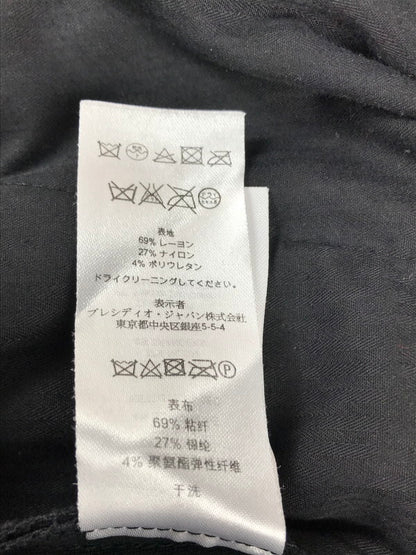 表地
69% レーヨン
27% ナイロン
4% ポリウレタン
ドライクリーニングしてください。
表示者
プレシディオ・ジャパン株式会社
東京都中央区銀座5-5-4
表布
69% 粘纤
27% 锦纶
4% 聚氨酯弹性纤维
干洗